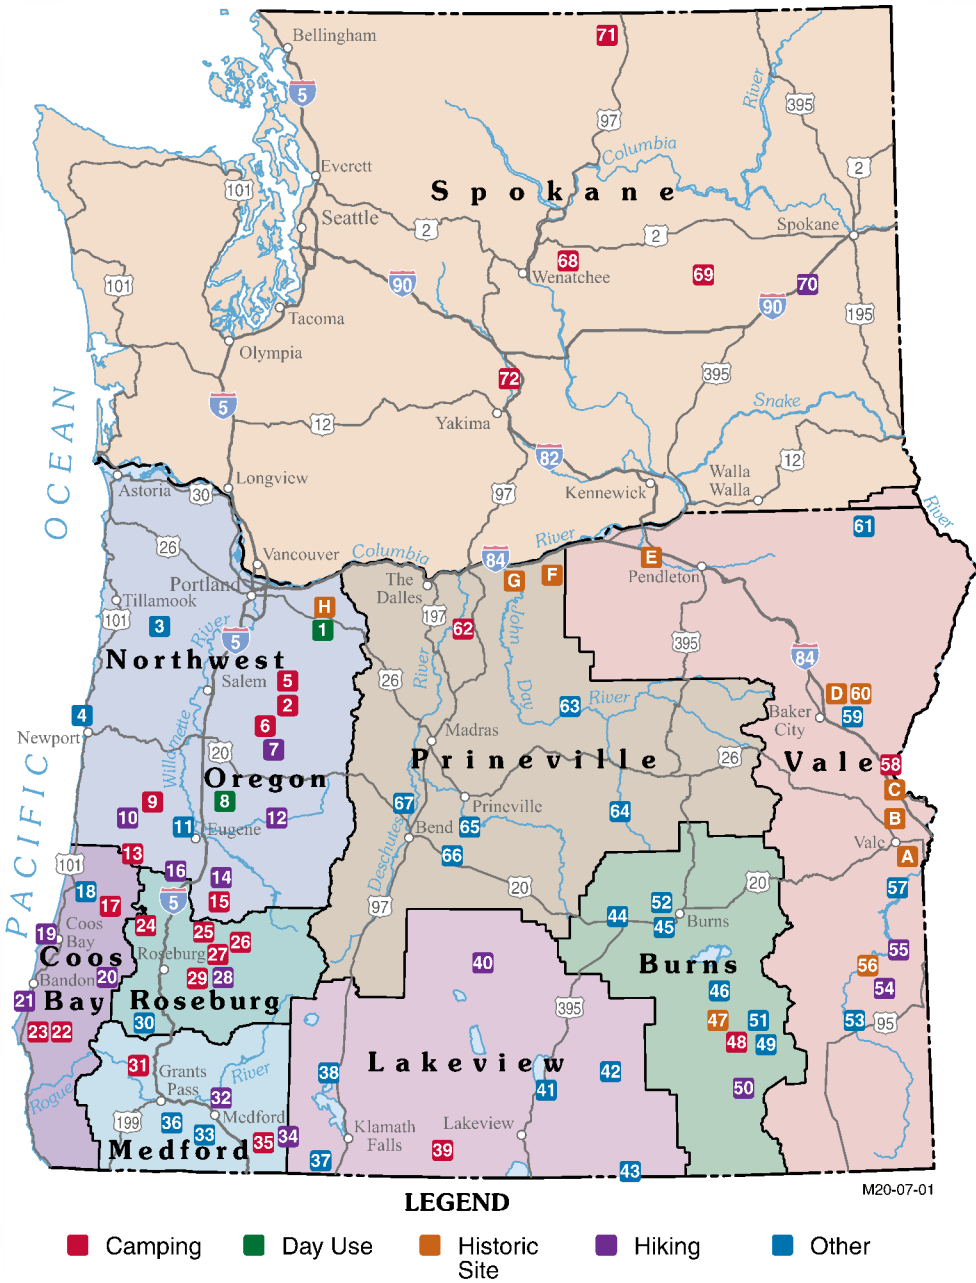 Bellingham
71
5
River
395
97
Columbia
Everett
2
101
Spokane
Seattle
2
2
Spokane
68
Wenatchee
69
70
101
90
90
195
Tacoma
Olympia
395
72
5
Snake
OCEAN
12
Yakima
82
12
Walla
Walla
Longview
97
Kennewick
Astoria
30
River
61
26
Vancouver
Columbia
84
River
E
Portland
The
Dalles
G
F
Pendleton
Tillamook
H
101
3
River
5
1
197
62
John
395
84
Northwest
Salem
5
26
River
Day
River
D
60
2
63
4
6
Baker
City
59
Newport
Willamette
7
Madras
20
Prineville
26
Vale
58
Oregon
C
9
8
67
Prineville
64
10
11
Eugene
12
Bend
65
B
13
Deschutes
66
Vale
A
101
16
14
20
20
57
18
17
5
15
97
44
52
45
Burns
19
Coos
Bay
24
25
26
55
Coos
Roseburg
27
40
Burns
56
Bandon
20
29
28
46
54
21
Bay
Roseburg
395
47
51
53
95
23
22
30
48
49
31
Grants
Pass
River
38
Lakeview
42
41
50
Rogue
32
199
36
33
Medford
35
34
Klamath
Falls
Lakeview
39
Medford
37
43
PACIFIC
M20-07-01
LEGEND
Camping
Day Use
Historic
Site
Hiking
Other